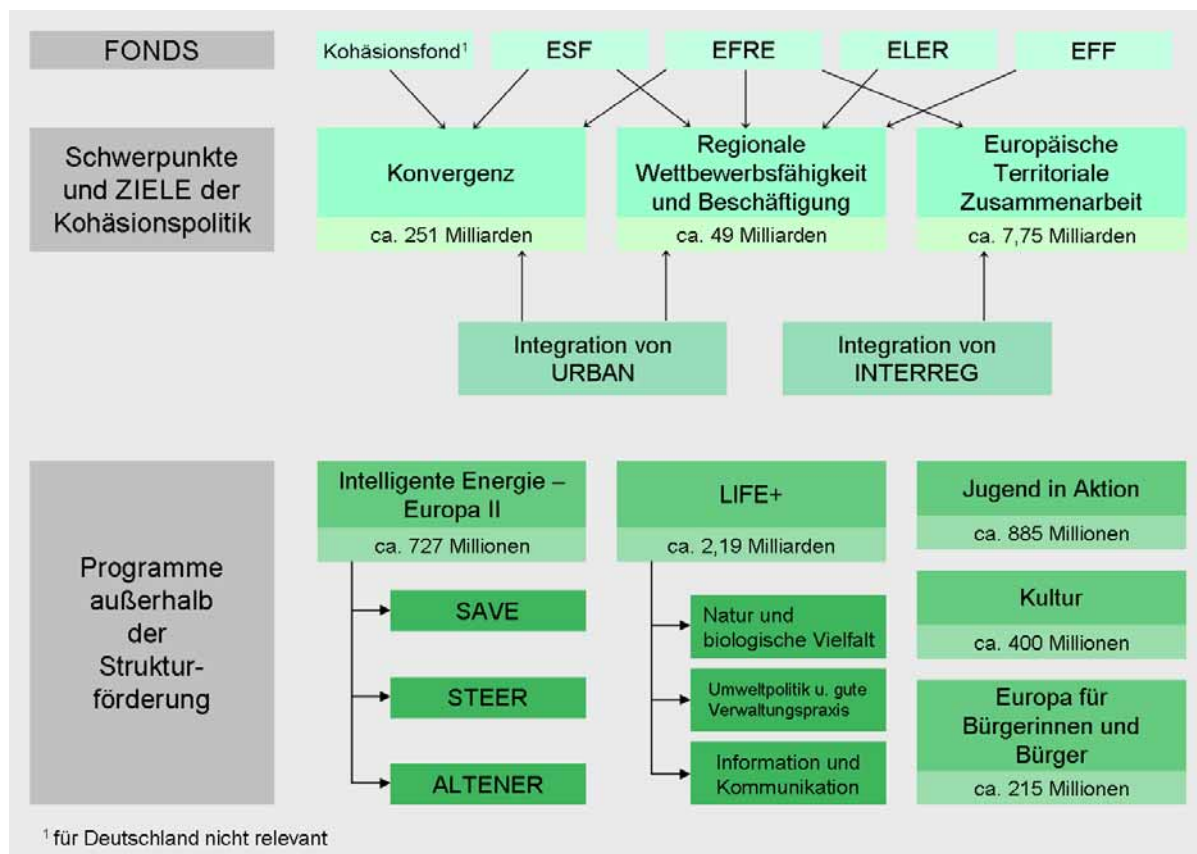 FONDS
Kohäsionsfond¹
ESF
EFRE
ELER
EFF
Schwerpunkte
und ZIELE der
Kohäsionspolitik
Konvergenz
ca. 251 Milliarden
Regionale
Wettbewerbsfähigkeit
und Beschäftigung
ca. 49 Milliarden
Europäische
Territoriale
Zusammenarbeit
ca. 7,75 Milliarden
Integration von
URBAN
Integration von
INTERREG
Programme
außerhalb
der
Struktur-
förderung
Intelligente Energie –
Europa II
ca. 727 Millionen
SAVE
STEER
ALTENER
LIFE+
ca. 2,19 Milliarden
Natur und
biologische Vielfalt
Umweltpolitik u. gute
Verwaltungspraxis
Information und
Kommunikation
Jugend in Aktion
ca. 885 Millionen
Kultur
ca. 400 Millionen
Europa für
Bürgerinnen und
Bürger
ca. 215 Millionen
¹ für Deutschland nicht relevant